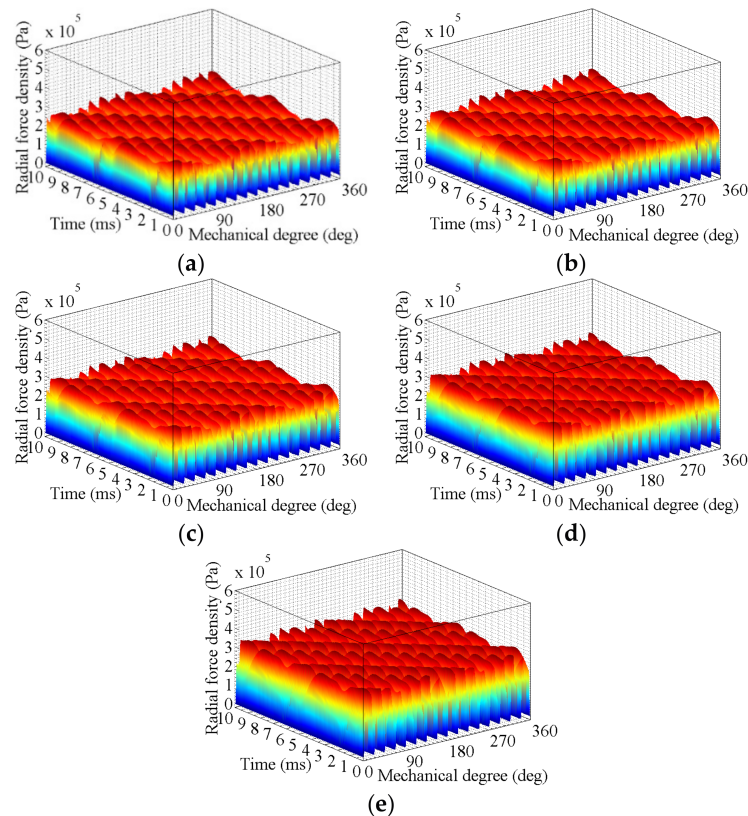 x 10^5
Radial force density (Pa)
6
5
4
3
2
1
0
10 9 8 7 6 5 4 3 2 1 0
Time (ms)
0 90 180 270 360
Mechanical degree (deg)
(a)
x 10^5
Radial force density (Pa)
6
5
4
3
2
1
0
10 9 8 7 6 5 4 3 2 1 0
Time (ms)
0 90 180 270 360
Mechanical degree (deg)
(b)
x 10^5
Radial force density (Pa)
6
5
4
3
2
1
0
10 9 8 7 6 5 4 3 2 1 0
Time (ms)
0 90 180 270 360
Mechanical degree (deg)
(c)
x 10^5
Radial force density (Pa)
6
5
4
3
2
1
0
10 9 8 7 6 5 4 3 2 1 0
Time (ms)
0 90 180 270 360
Mechanical degree (deg)
(d)
x 10^5
Radial force density (Pa)
6
5
4
3
2
1
0
10 9 8 7 6 5 4 3 2 1 0
Time (ms)
0 90 180 270 360
Mechanical degree (deg)
(e)